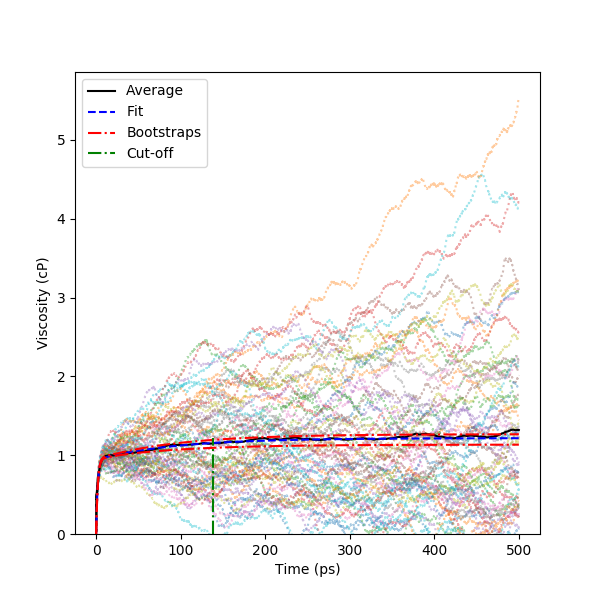 Average
Fit
Bootstraps
Cut-off
Viscosity (cP)
5
4
3
2
1
0
0 100 200 300 400 500
Time (ps)